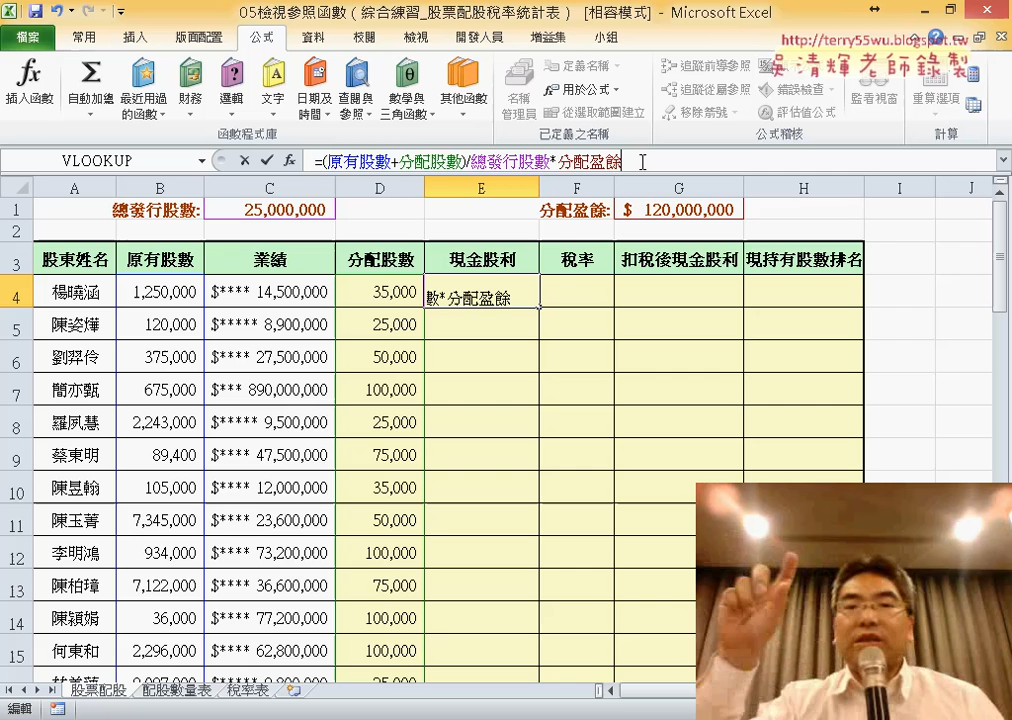 05檢視參照函數(綜合練習_股票配股稅率統計表) [相容模式] - Microsoft Excel
檔案 常用 插入 版面配置 公式 資料 校閱 檢視 開發人員 增益集 小組
http://terry55wu.blogspot.tw
吳清輝老師錄製
插入函數 自動加總 最近用過的函數 財務 邏輯 文字 日期及時間 查閱與參照 數學與三角函數 其他函數 名稱管理員 定義名稱 用於公式 從選取範圍建立 追蹤前導參照 追蹤從屬參照 移除箭號 錯誤檢查 評估值公式 監看視窗 重算選項
函數程式庫 已定義之名稱 公式稽核 計算
VLOOKUP =(原有股數+分配股數)/總發行股數*分配盈餘
A B C D E F G H I J
1 總發行股數: 25,000,000 分配盈餘: $ 120,000,000
2
3 股東姓名 原有股數 業績 分配股數 現金股利 稅率 扣稅後現金股利 現持有股數排名
4 楊曉涵 1,250,000 $**** 14,500,000 35,000 數*分配盈餘
5 陳姿燁 120,000 $***** 8,900,000 25,000
6 劉羿伶 375,000 $**** 27,500,000 50,000
7 簡亦甄 675,000 $*** 890,000,000 100,000
8 羅夙慧 2,243,000 $***** 9,500,000 25,000
9 蔡東明 89,400 $**** 47,500,000 75,000
10 陳昱翰 105,000 $**** 12,000,000 35,000
11 陳玉菁 7,345,000 $**** 23,600,000 50,000
12 李明鴻 934,000 $**** 73,200,000 100,000
13 陳柏璋 7,122,000 $**** 36,600,000 75,000
14 陳穎娟 36,000 $**** 77,200,000 100,000
15 何東和 2,296,000 $**** 62,800,000 100,000
股票配股 配股數量表 稅率表
編輯